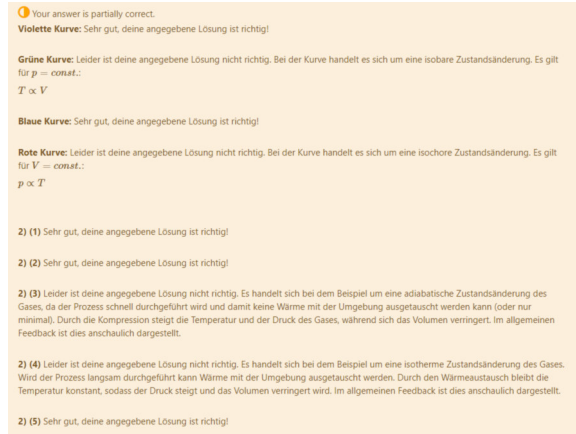 Your answer is partially correct.
Violette Kurve: Sehr gut, deine angegebene Lösung ist richtig!
Grüne Kurve: Leider ist deine angegebene Lösung nicht richtig. Bei der Kurve handelt es sich um eine isobare Zustandsänderung. Es gilt
für p = const.:
T ∝ V
Blaue Kurve: Sehr gut, deine angegebene Lösung ist richtig!
Rote Kurve: Leider ist deine angegebene Lösung nicht richtig. Bei der Kurve handelt es sich um eine isochore Zustandsänderung. Es gilt
für V = const.:
p ∝ T
2) (1) Sehr gut, deine angegebene Lösung ist richtig!
2) (2) Sehr gut, deine angegebene Lösung ist richtig!
2) (3) Leider ist deine angegebene Lösung nicht richtig. Es handelt sich bei dem Beispiel um eine adiabatische Zustandsänderung des
Gases, da der Prozess schnell durchgeführt wird und damit keine Wärme mit der Umgebung ausgetauscht werden kann (oder nur
minimal). Durch die Kompression steigt die Temperatur und der Druck des Gases, während sich das Volumen verringert. Im allgemeinen
Feedback ist dies anschaulich dargestellt.
2) (4) Leider ist deine angegebene Lösung nicht richtig. Es handelt sich bei dem Beispiel um eine isotherme Zustandsänderung des Gases.
Wird der Prozess langsam durchgeführt kann Wärme mit der Umgebung ausgetauscht werden. Durch den Wärmeaustausch bleibt die
Temperatur konstant, sodass der Druck steigt und das Volumen verringert wird. Im allgemeinen Feedback ist dies anschaulich dargestellt.
2) (5) Sehr gut, deine angegebene Lösung ist richtig!